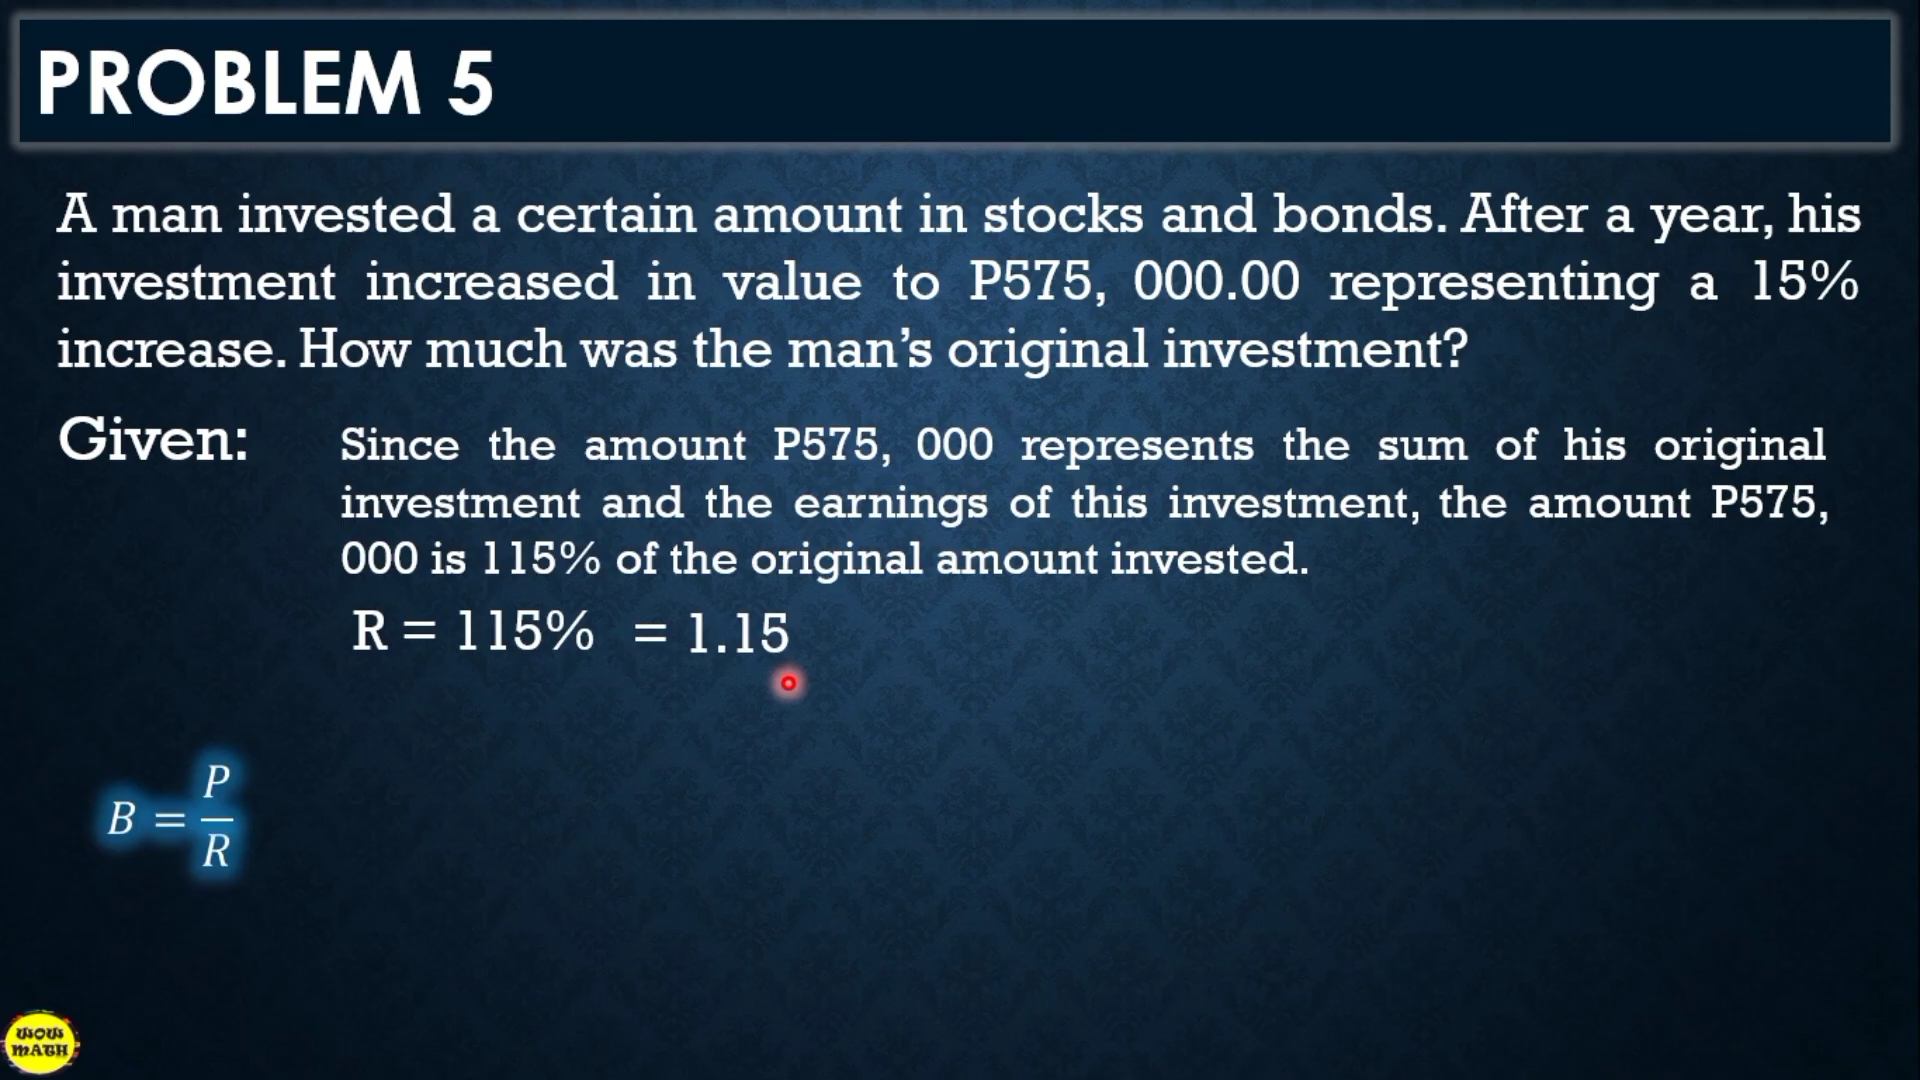 PROBLEM 5
A man invested a certain amount in stocks and bonds. After a year, his
investment increased in value to P575, 000.00 representing a 15%
increase. How much was the man’s original investment?
Given:
Since the amount P575, 000 represents the sum of his original
investment and the earnings of this investment, the amount P575,
000 is 115% of the original amount invested.
R = 115% = 1.15
B = P/R
WOW
MATH